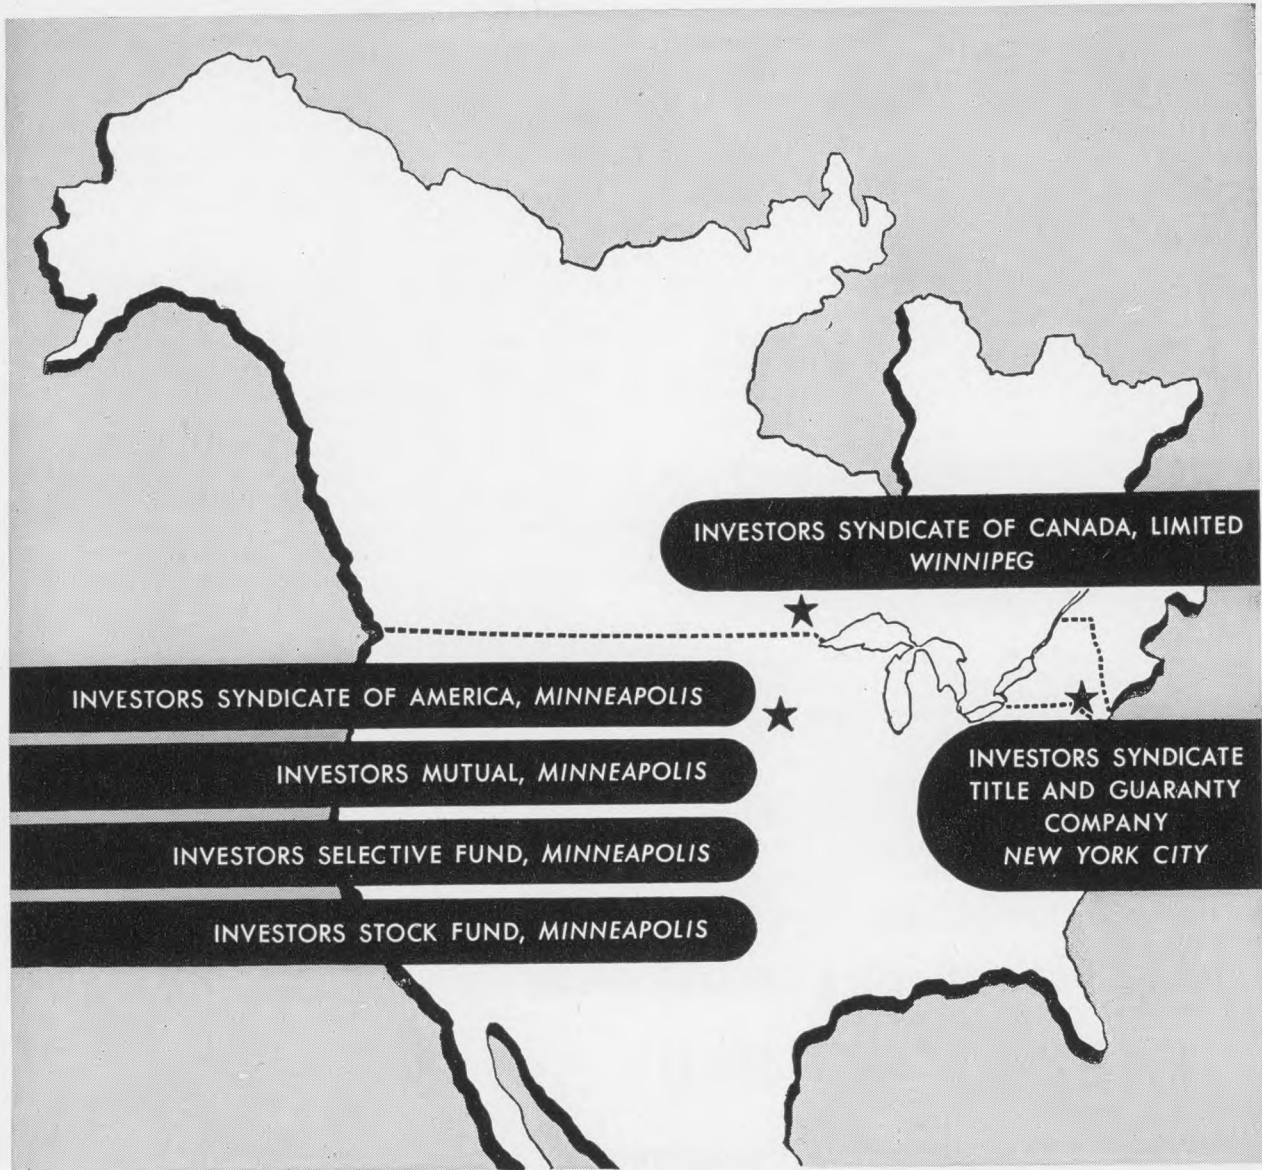 INVESTORS SYNDICATE OF CANADA, LIMITED
WINNIPEG
INVESTORS SYNDICATE OF AMERICA, MINNEAPOLIS
INVESTORS MUTUAL, MINNEAPOLIS
INVESTORS SELECTIVE FUND, MINNEAPOLIS
INVESTORS STOCK FUND, MINNEAPOLIS
INVESTORS SYNDICATE
TITLE AND GUARANTY
COMPANY
NEW YORK CITY